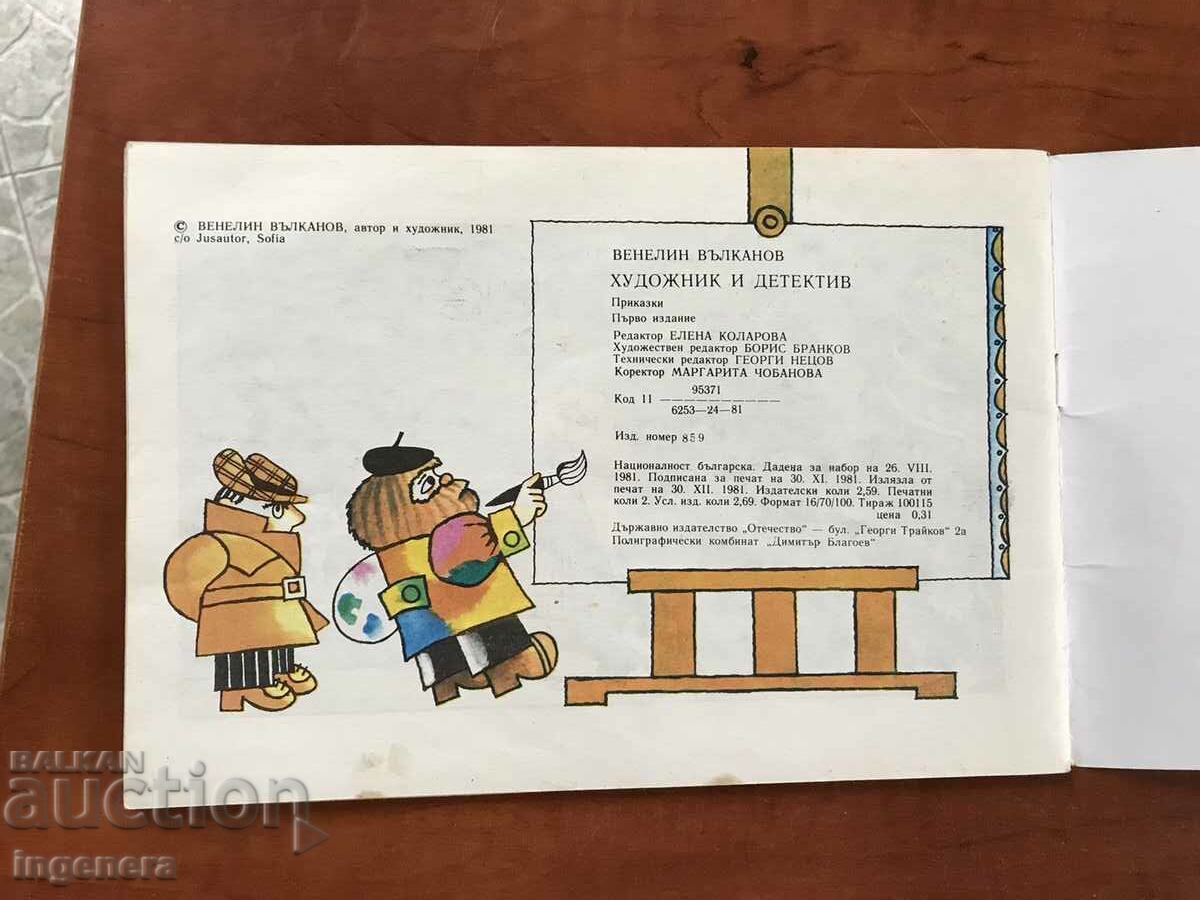 © ВЕНЕЛИН ВЪЛКАНОВ, автор и художник, 1981
c/o Jusautor, Sofia
ВЕНЕЛИН ВЪЛКАНОВ
ХУДОЖНИК И ДЕТЕКТИВ
Приказки
Първо издание
Редактор ЕЛЕНА КОЛАРОВА
Художествен редактор БОРИС БРАНКОВ
Технически редактор ГЕОРГИ НЕЦОВ
Коректор МАРГАРИТА ЧОБАНОВА
95371
Код 11 ——————————
6253—24—81
Изд. номер 859
Националност българска. Дадена за набор на 26. VIII.
1981. Подписана за печат на 30. XI. 1981. Излязла от
печат на 30. XII. 1981. Издателски коли 2,59. Печатни
коли 2. Усл. изд. коли 2,69. Формат 16/70/100. Тираж 100115
цена 0,31
Държавно издателство „Отечество“ — бул. „Георги Трайков“ 2а
Полиграфически комбинат „Димитър Благоев“
BALKAN
auction
ingenera